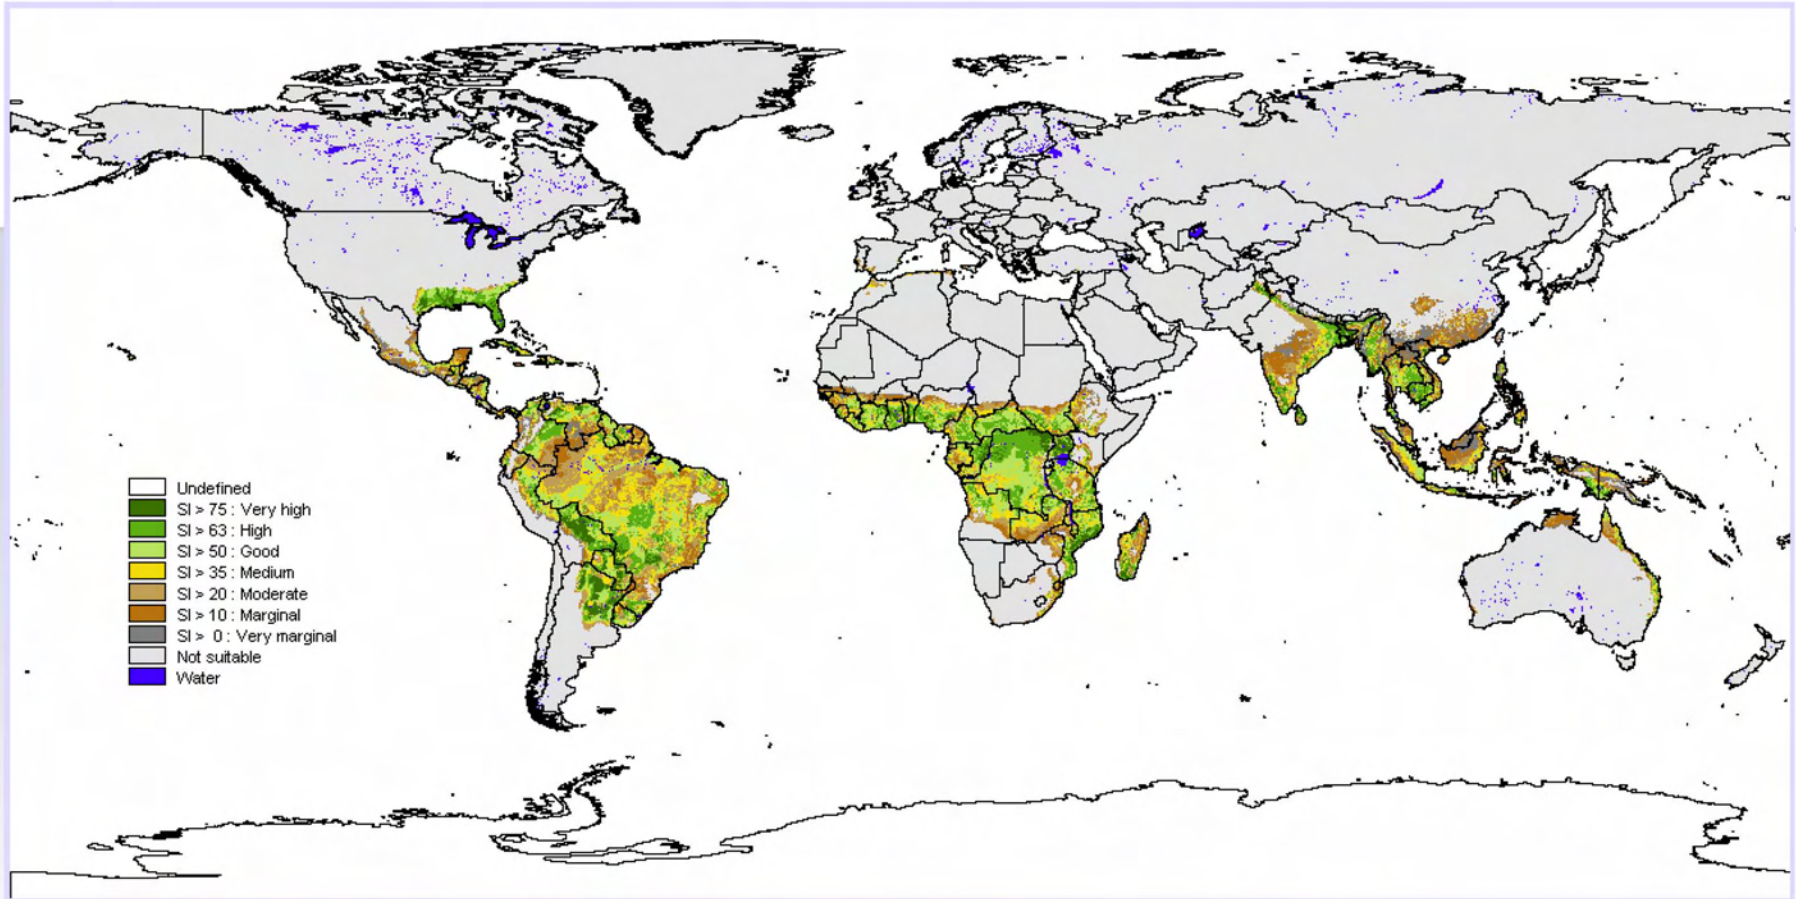 Undefined
SI > 75 : Very high
SI > 63 : High
SI > 50 : Good
SI > 35 : Medium
SI > 20 : Moderate
SI > 10 : Marginal
SI > 0 : Very marginal
Not suitable
Water